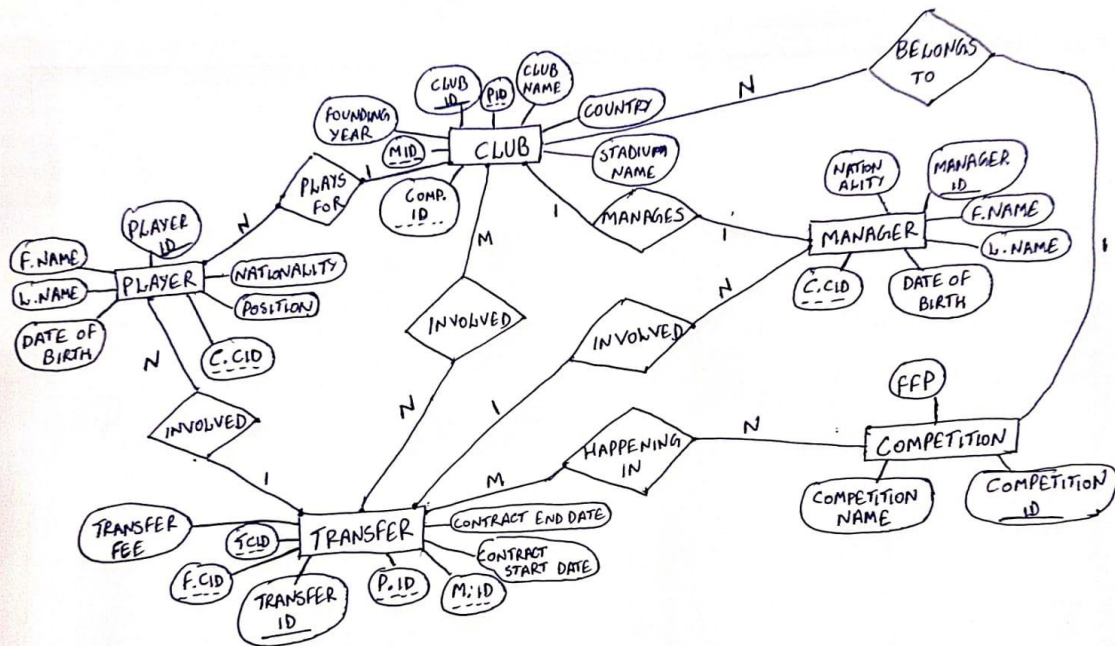 BELONGS
TO
N
1
CLUB
ID
PID
CLUB
NAME
FOUNDING
YEAR
COUNTRY
MID
CLUB
STADIUM
NAME
COMP.
ID
1
PLAYS
FOR
N
M
1
MANAGES
1
NATION
ALITY
MANAGER
ID
F.NAME
MANAGER
L.NAME
C.CID
DATE OF
BIRTH
PLAYER
ID
F.NAME
PLAYER
NATIONALITY
L.NAME
POSITION
DATE OF
BIRTH
C.CID
N
INVOLVED
1
INVOLVED
N
N
INVOLVED
1
FFP
HAPPENING
IN
N
M
COMPETITION
COMPETITION
NAME
COMPETITION
ID
TRANSFER
FEE
TCID
TRANSFER
CONTRACT END DATE
CONTRACT
START DATE
F.CID
TRANSFER
ID
P.ID
M.ID